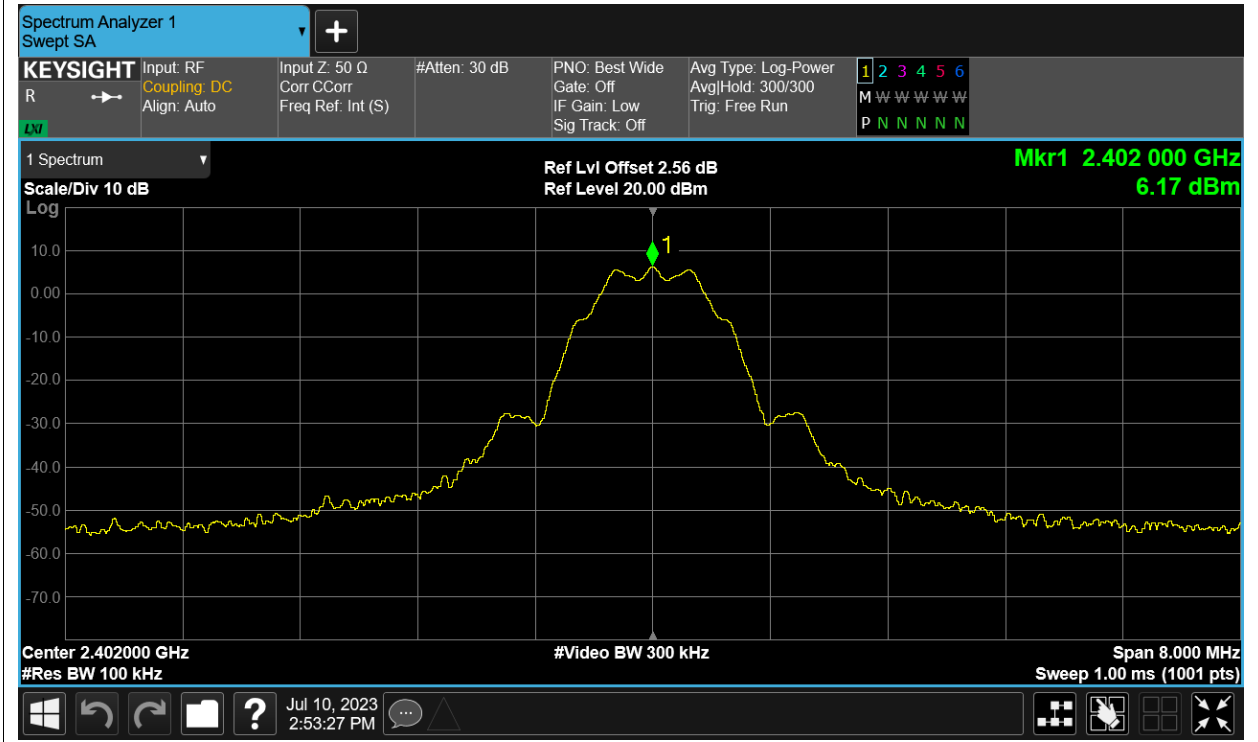 Spectrum Analyzer 1
Swept SA
KEYSIGHT
R
LXI
Input: RF
Coupling: DC
Align: Auto
Input Z: 50 Ω
Corr CCorr
Freq Ref: Int (S)
#Atten: 30 dB
PNO: Best Wide
Gate: Off
IF Gain: Low
Sig Track: Off
Avg Type: Log-Power
Avg|Hold: 300/300
Trig: Free Run
1 2 3 4 5 6
M W W W W W
P N N N N N
1 Spectrum
Scale/Div 10 dB
Log
Ref Lvl Offset 2.56 dB
Ref Level 20.00 dBm
Mkr1 2.402 000 GHz
6.17 dBm
1
10.0
0.00
-10.0
-20.0
-30.0
-40.0
-50.0
-60.0
-70.0
Center 2.402000 GHz
#Video BW 300 kHz
Span 8.000 MHz
#Res BW 100 kHz
Sweep 1.00 ms (1001 pts)
?
Jul 10, 2023
2:53:27 PM